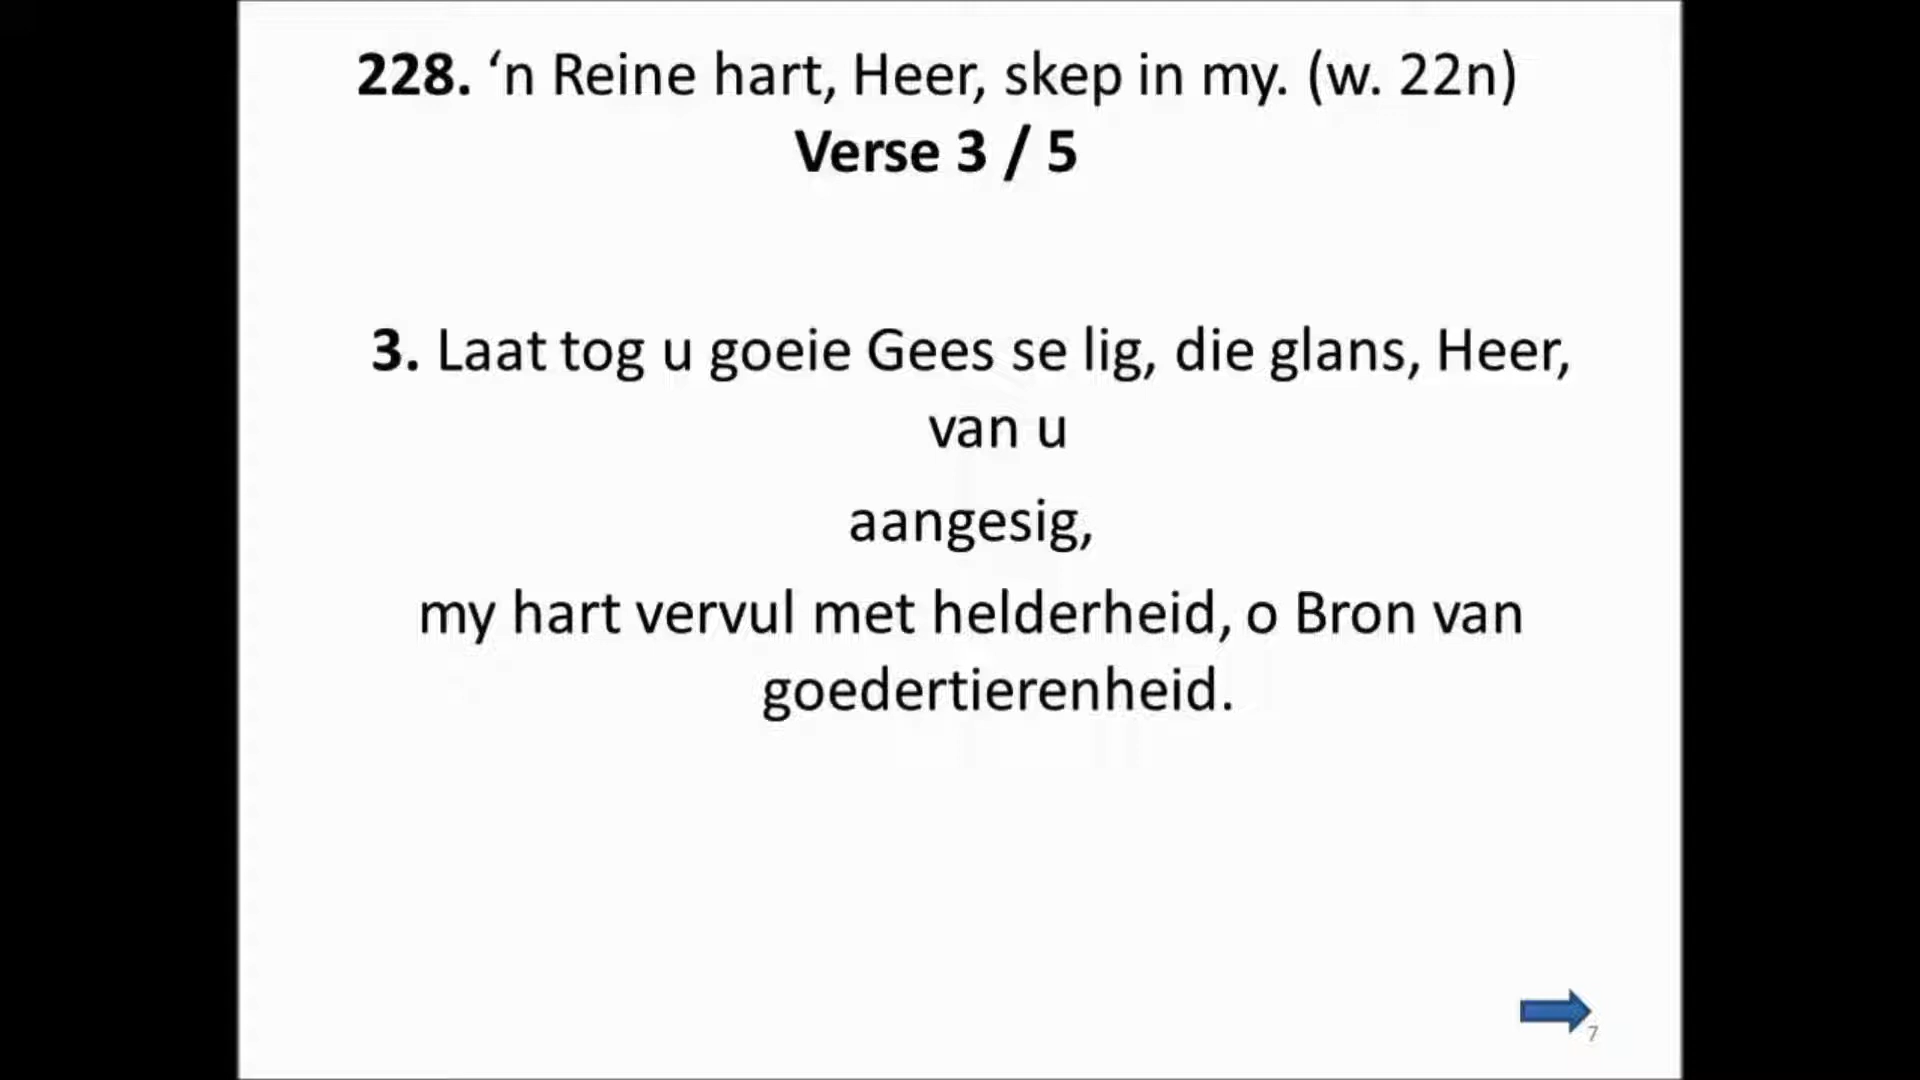 228. ‘n Reine hart, Heer, skep in my. (w. 22n)
Verse 3 / 5
3. Laat tog u goeie Gees se lig, die glans, Heer,
van u
aangesig,
my hart vervul met helderheid, o Bron van
goedertierenheid.
7